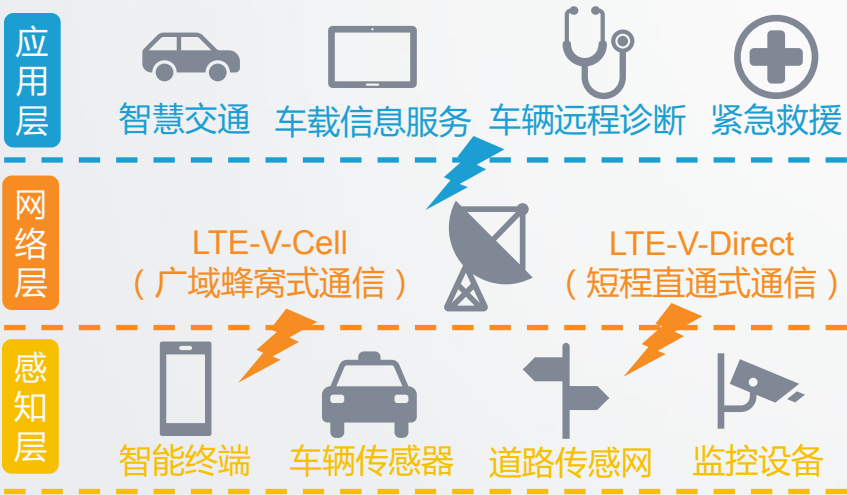 应用层
智慧交通 车载信息服务 车辆远程诊断 紧急救援
网络层
LTE-V-Cell
（广域蜂窝式通信）
LTE-V-Direct
（短程直通式通信）
感知层
智能终端 车辆传感器 道路传感网 监控设备